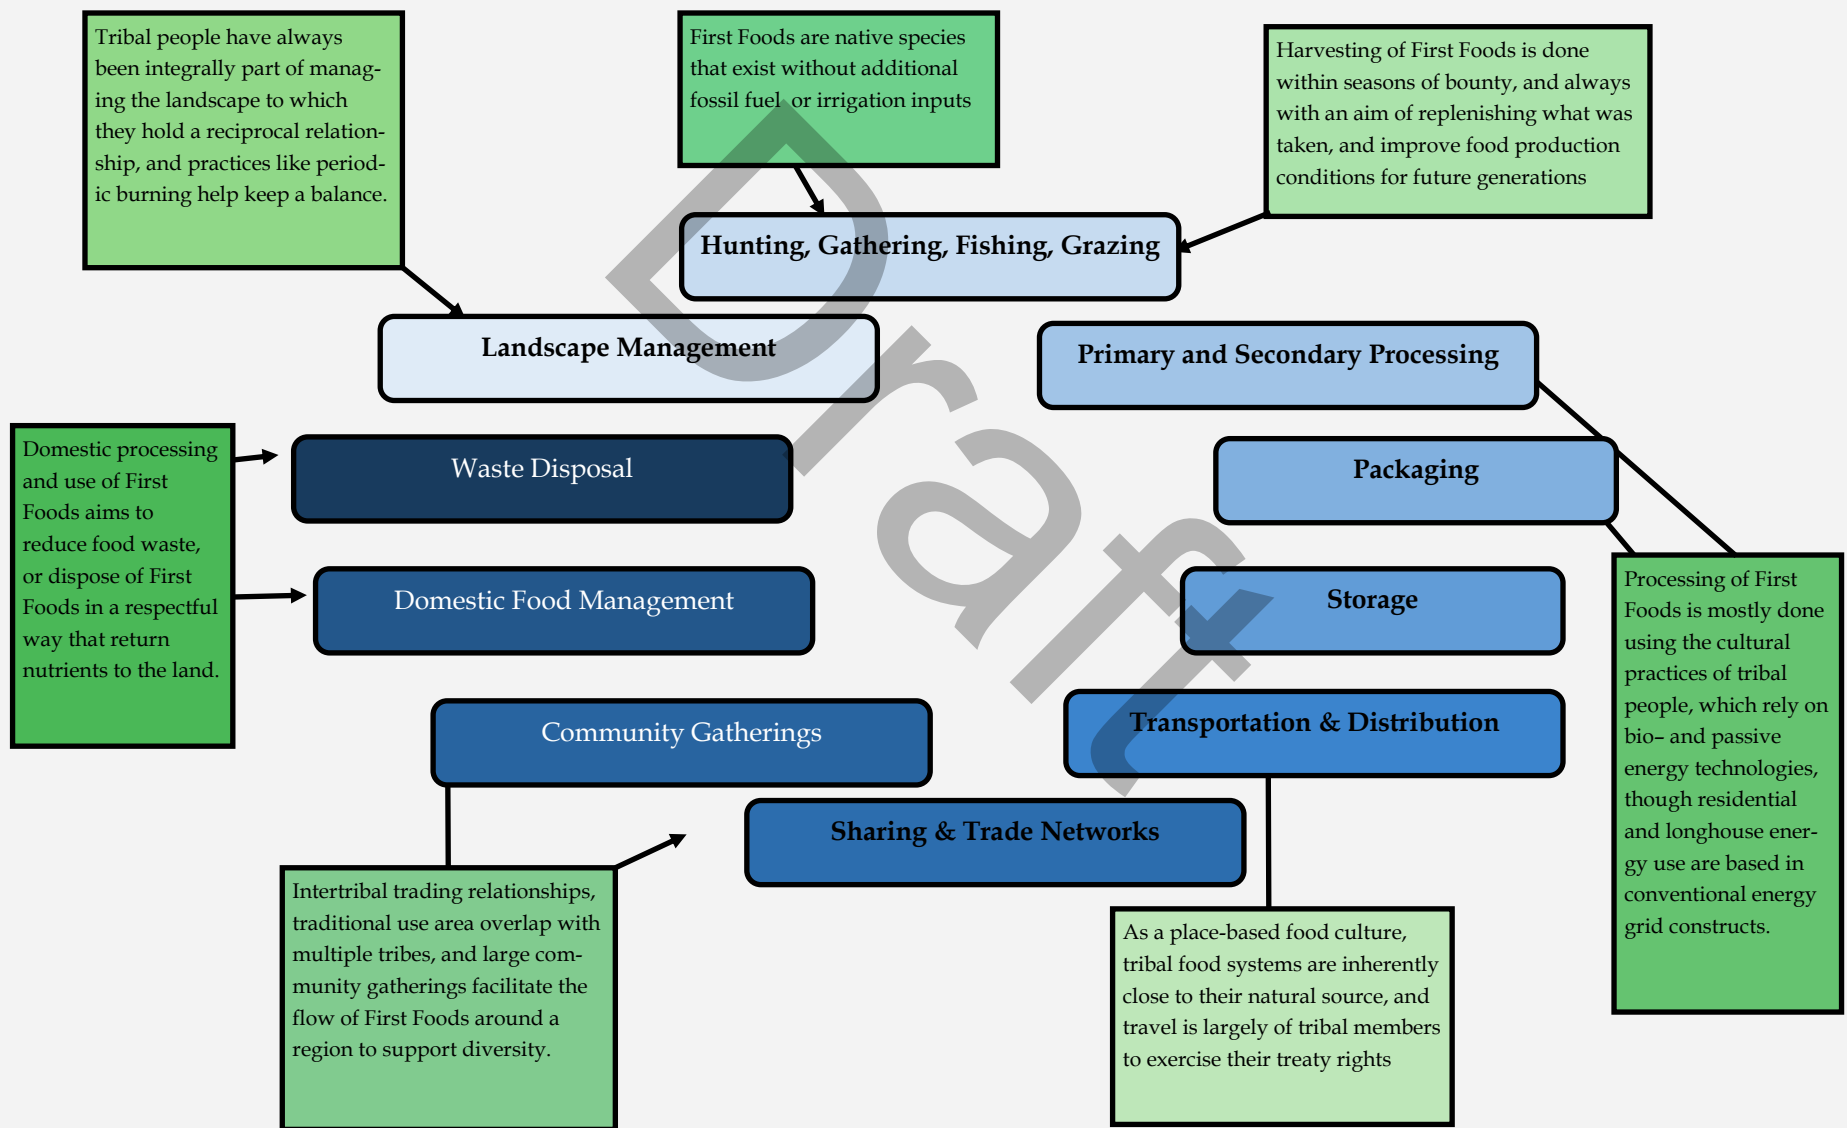 Tribal people have always
been integrally part of manag-
ing the landscape to which
they hold a reciprocal relation-
ship, and practices like period-
ic burning help keep a balance.
First Foods are native species
that exist without additional
fossil fuel, or irrigation inputs
Harvesting of First Foods is done
within seasons of bounty, and always
with an aim of replenishing what was
taken, and improve food production
conditions for future generations
Hunting, Gathering, Fishing, Grazing
Landscape Management
Primary and Secondary Processing
Domestic processing
and use of First
Foods aims to
reduce food waste,
or dispose of First
Foods in a respectful
way that return
nutrients to the land.
Waste Disposal
Packaging
Domestic Food Management
Storage
Processing of First
Foods is mostly done
using the cultural
practices of tribal
people, which rely on
bio– and passive
energy technologies,
though residential
and longhouse ener-
gy use are based in
conventional energy
grid constructs.
Community Gatherings
Transportation & Distribution
Sharing & Trade Networks
Intertribal trading relationships,
traditional use area overlap with
multiple tribes, and large com-
munity gatherings facilitate the
flow of First Foods around a
region to support diversity.
As a place-based food culture,
tribal food systems are inherently
close to their natural source, and
travel is largely of tribal members
to exercise their treaty rights
Draft